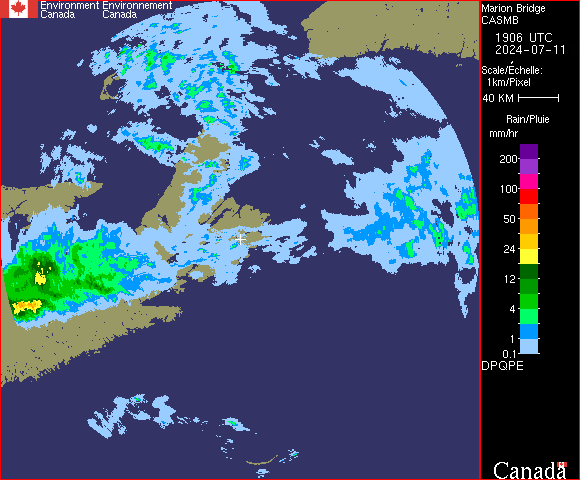 Environment Environnement
Canada Canada
Marion Bridge
CASMB
1906 UTC
2024-07-11
Scale/Échelle:
1km/Pixel
40 KM
Rain/Pluie
mm/hr
200
100
50
24
12
4
1
0.1
DPQPE
Canada